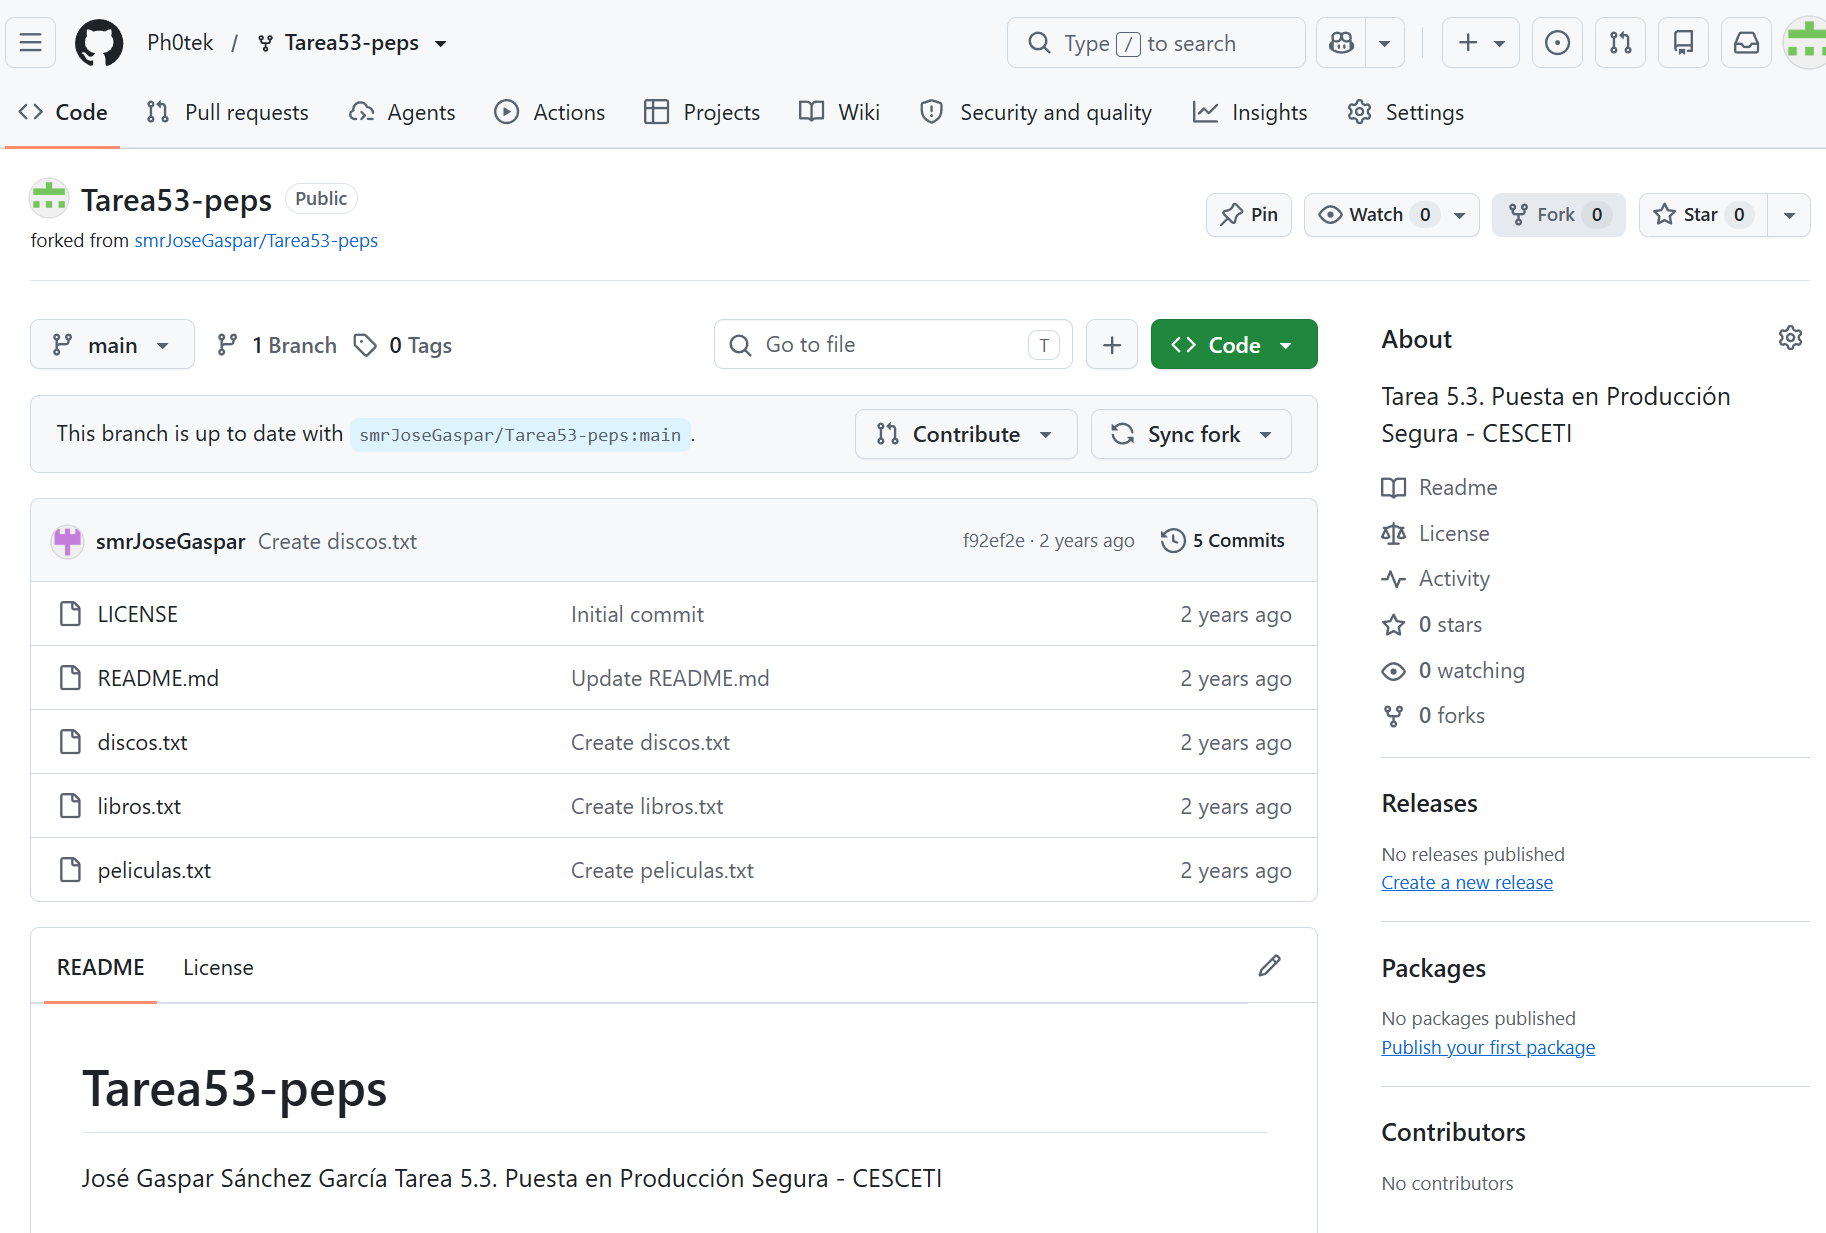 Ph0tek / Tarea53-peps
Type / to search
Code Pull requests Agents Actions Projects Wiki Security and quality Insights Settings
Tarea53-peps Public
forked from smrJoseGaspar/Tarea53-peps
Pin Watch 0 Fork 0 Star 0
main 1 Branch 0 Tags Go to file T Code
This branch is up to date with smrJoseGaspar/Tarea53-peps:main . Contribute Sync fork
smrJoseGaspar Create discos.txt f92ef2e · 2 years ago 5 Commits
LICENSE Initial commit 2 years ago
README.md Update README.md 2 years ago
discos.txt Create discos.txt 2 years ago
libros.txt Create libros.txt 2 years ago
peliculas.txt Create peliculas.txt 2 years ago
README License
Tarea53-peps
José Gaspar Sánchez García Tarea 5.3. Puesta en Producción Segura - CESCETI
About
Tarea 5.3. Puesta en Producción
Segura - CESCETI
Readme
License
Activity
0 stars
0 watching
0 forks
Releases
No releases published
Create a new release
Packages
No packages published
Publish your first package
Contributors
No contributors